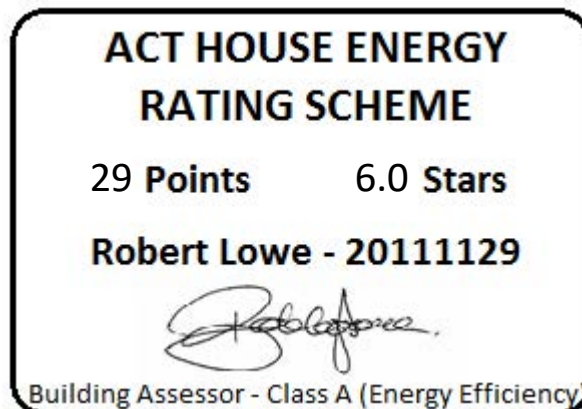 ACT HOUSE ENERGY
RATING SCHEME
29 Points 6.0 Stars
Robert Lowe - 20111129
Building Assessor - Class A (Energy Efficiency)